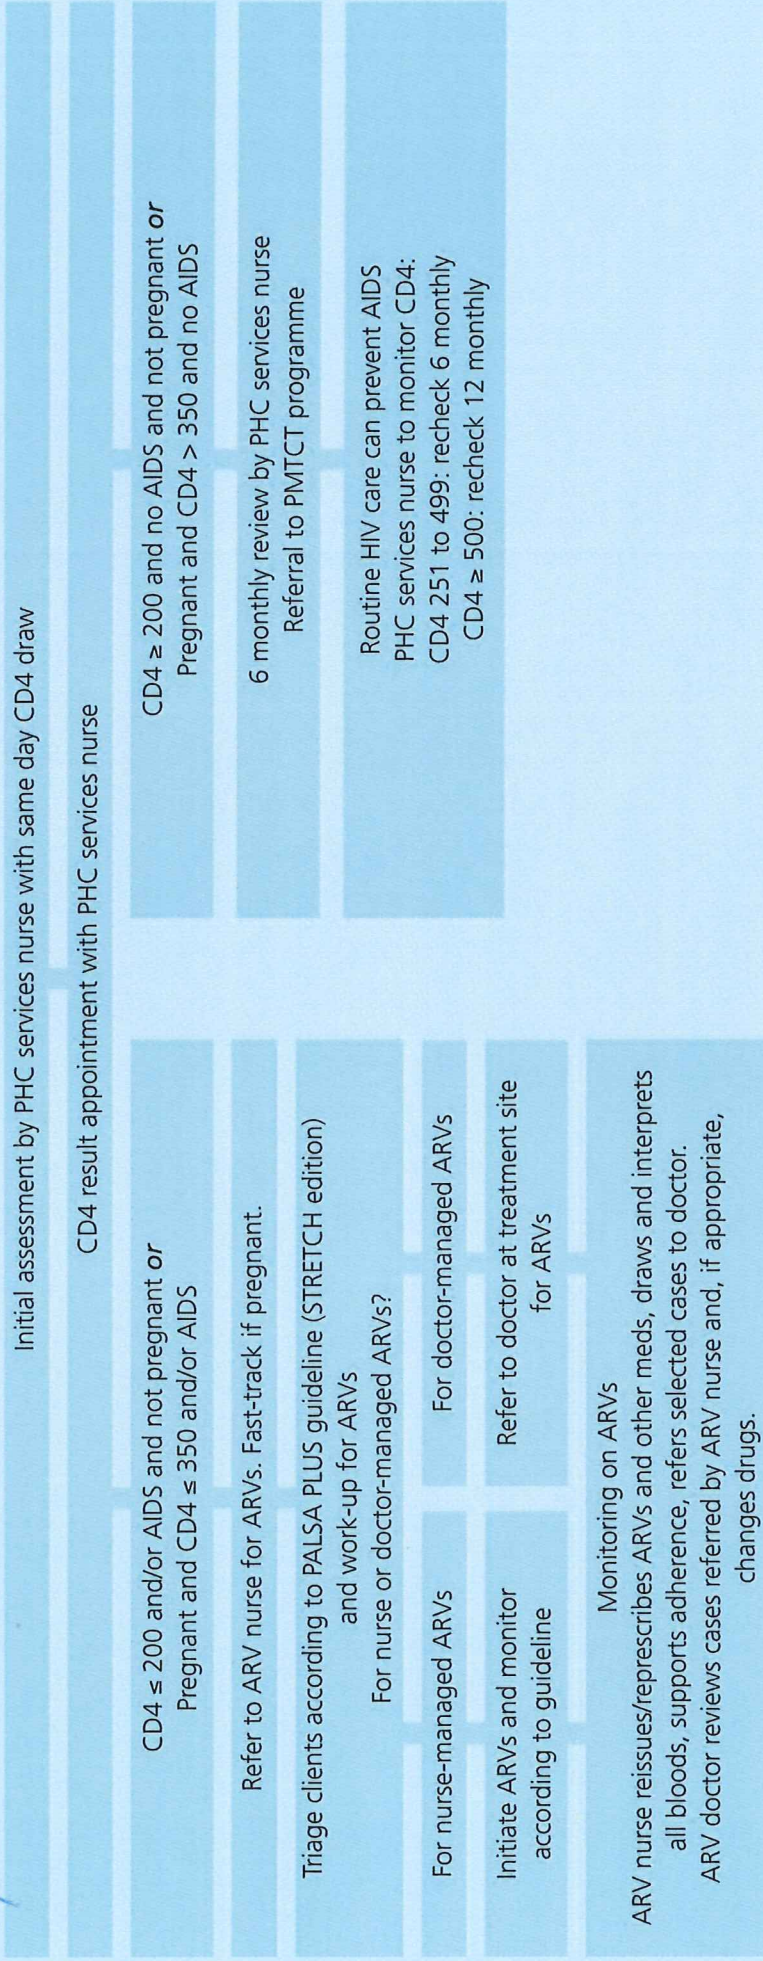 Initial assessment by PHC services nurse with same day CD4 draw
CD4 result appointment with PHC services nurse
CD4 ≤ 200 and/or AIDS and not pregnant or
Pregnant and CD4 ≤ 350 and/or AIDS
Refer to ARV nurse for ARVs. Fast-track if pregnant.
Triage clients according to PALSA PLUS guideline (STRETCH edition)
and work-up for ARVs
For nurse or doctor-managed ARVs?
For nurse-managed ARVs
Initiate ARVs and monitor
according to guideline
For doctor-managed ARVs
Refer to doctor at treatment site
for ARVs
Monitoring on ARVs
ARV nurse reissues/represcribes ARVs and other meds, draws and interprets
all bloods, supports adherence, refers selected cases to doctor.
ARV doctor reviews cases referred by ARV nurse and, if appropriate,
changes drugs.
CD4 ≥ 200 and no AIDS and not pregnant or
Pregnant and CD4 > 350 and no AIDS
6 monthly review by PHC services nurse
Referral to PMTCT programme
Routine HIV care can prevent AIDS
PHC services nurse to monitor CD4:
CD4 251 to 499: recheck 6 monthly
CD4 ≥ 500: recheck 12 monthly